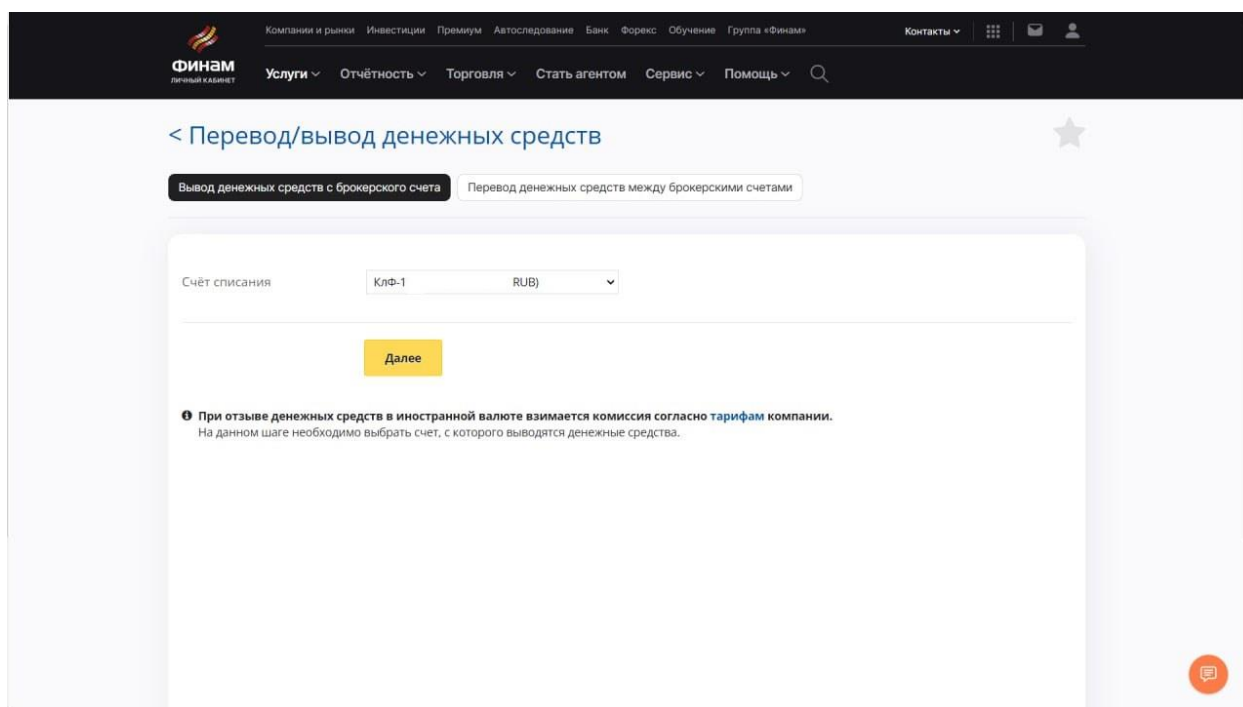 Компании и рынки Инвестиции Премиум Автоследование Банк Форекс Обучение Группа «Финам» Контакты
ФИНАМ
ЛИЧНЫЙ КАБИНЕТ
Услуги Отчётность Торговля Стать агентом Сервис Помощь
< Перевод/вывод денежных средств
Вывод денежных средств с брокерского счета Перевод денежных средств между брокерскими счетами
Счёт списания КлФ-1 RUB)
Далее
При отзыве денежных средств в иностранной валюте взимается комиссия согласно тарифам компании.
На данном шаге необходимо выбрать счет, с которого выводятся денежные средства.